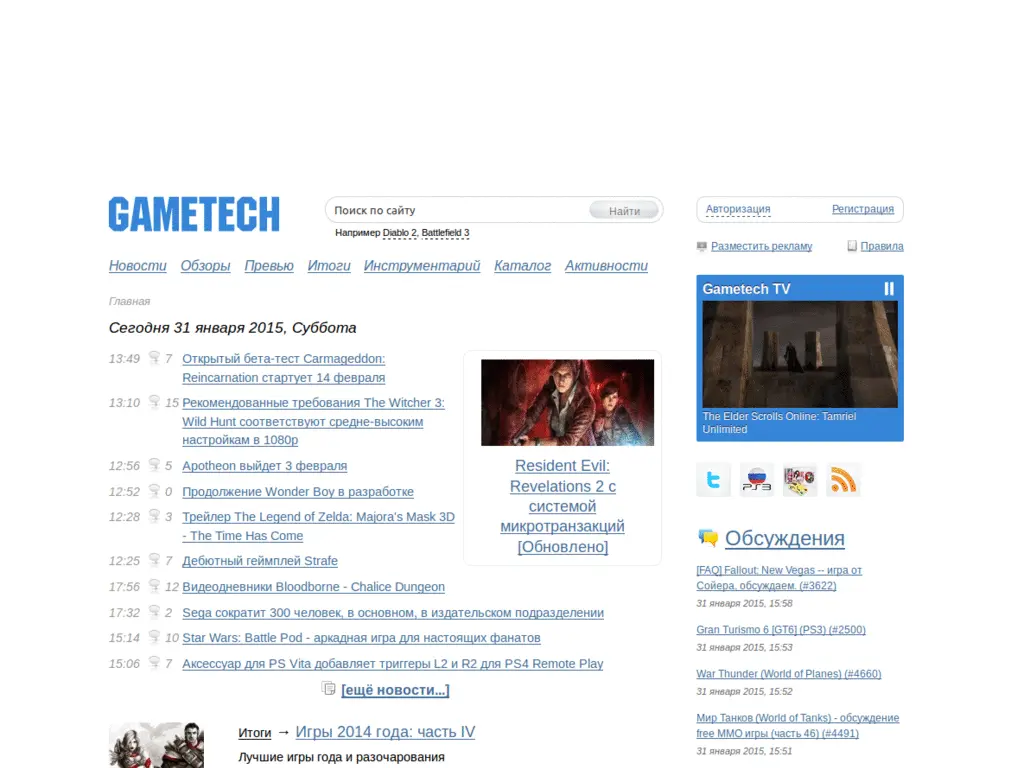 GAMETECH
Поиск по сайту
Найти
Например Diablo 2, Battlefield 3
Авторизация
Регистрация
Разместить рекламу
Правила
Новости Обзоры Превью Итоги Инструментарий Каталог Активности
Главная
Сегодня 31 января 2015, Суббота
13:49 7 Открытый бета-тест Carmageddon:
Reincarnation стартует 14 февраля
13:10 15 Рекомендованные требования The Witcher 3:
Wild Hunt соответствуют средне-высоким
настройкам в 1080p
12:56 5 Apotheon выйдет 3 февраля
12:52 0 Продолжение Wonder Boy в разработке
12:28 3 Трейлер The Legend of Zelda: Majora's Mask 3D
- The Time Has Come
12:25 7 Дебютный геймплей Strafe
17:56 12 Видеодневники Bloodborne - Chalice Dungeon
17:32 2 Sega сократит 300 человек, в основном, в издательском подразделении
15:14 10 Star Wars: Battle Pod - аркадная игра для настоящих фанатов
15:06 7 Аксессуар для PS Vita добавляет триггеры L2 и R2 для PS4 Remote Play
[ещё новости...]
Resident Evil:
Revelations 2 с
системой
микротранзакций
[Обновлено]
Итоги → Игры 2014 года: часть IV
Лучшие игры года и разочарования
Gametech TV
The Elder Scrolls Online: Tamriel
Unlimited
PS3
Обсуждения
[FAQ] Fallout: New Vegas -- игра от
Сойера, обсуждаем. (#3622)
31 января 2015, 15:58
Gran Turismo 6 [GT6] (PS3) (#2500)
31 января 2015, 15:53
War Thunder (World of Planes) (#4660)
31 января 2015, 15:52
Мир Танков (World of Tanks) - обсуждение
free MMO игры (часть 46) (#4491)
31 января 2015, 15:51